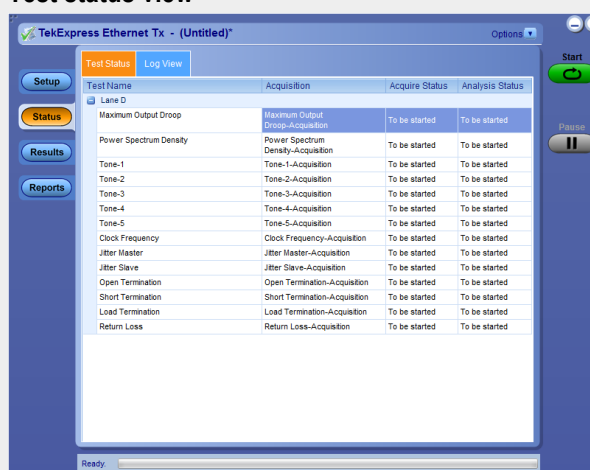 Test status view
TekExpress Ethernet Tx - (Untitled)*
Options
Start
Test Status Log View
Setup
Test Name Acquisition Acquire Status Analysis Status
Lane D
Status
Maximum Output Droop Maximum Output Droop-Acquisition To be started To be started
Pause
Power Spectrum Density Power Spectrum Density-Acquisition To be started To be started
Results
Tone-1 Tone-1-Acquisition To be started To be started
Tone-2 Tone-2-Acquisition To be started To be started
Reports
Tone-3 Tone-3-Acquisition To be started To be started
Tone-4 Tone-4-Acquisition To be started To be started
Tone-5 Tone-5-Acquisition To be started To be started
Clock Frequency Clock Frequency-Acquisition To be started To be started
Jitter Master Jitter Master-Acquisition To be started To be started
Jitter Slave Jitter Slave-Acquisition To be started To be started
Open Termination Open Termination-Acquisition To be started To be started
Short Termination Short Termination-Acquisition To be started To be started
Load Termination Load Termination-Acquisition To be started To be started
Return Loss Return Loss-Acquisition To be started To be started
Ready.